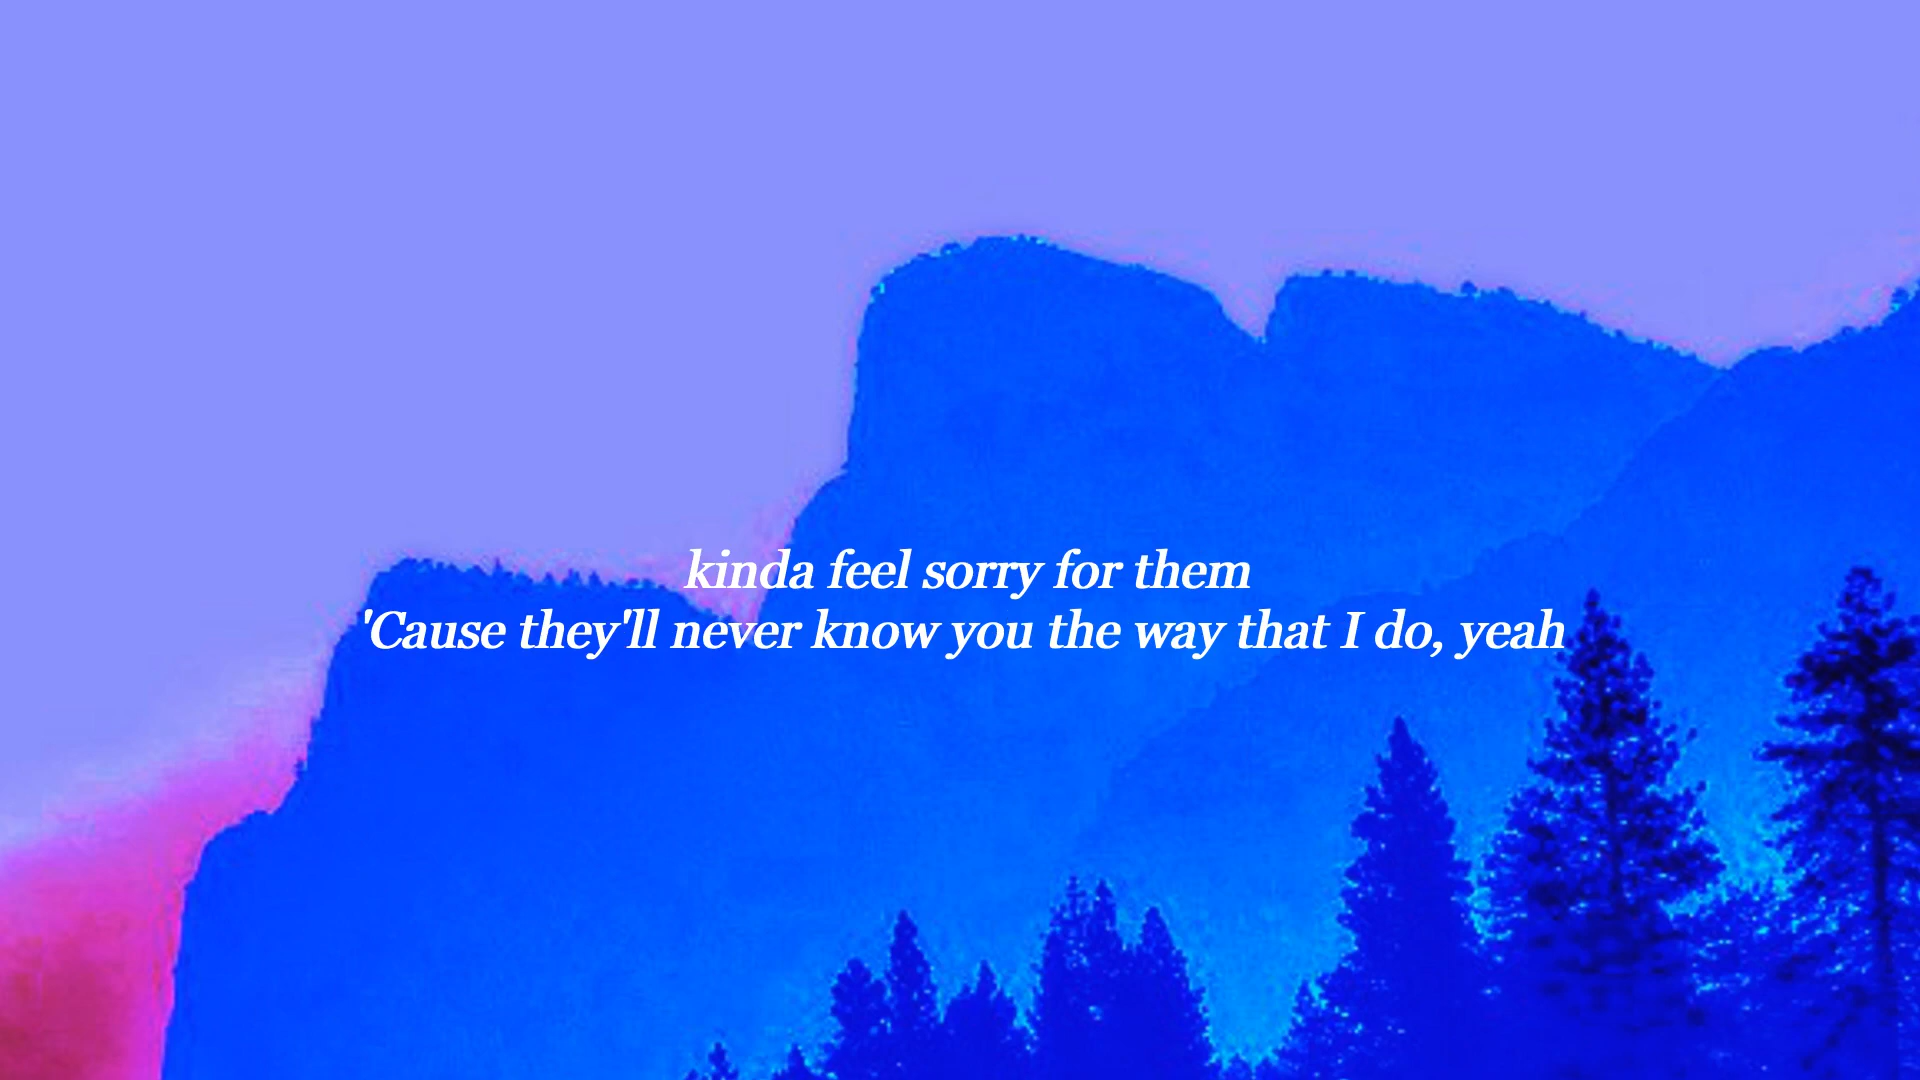 kinda feel sorry for them
'Cause they'll never know you the way that I do, yeah